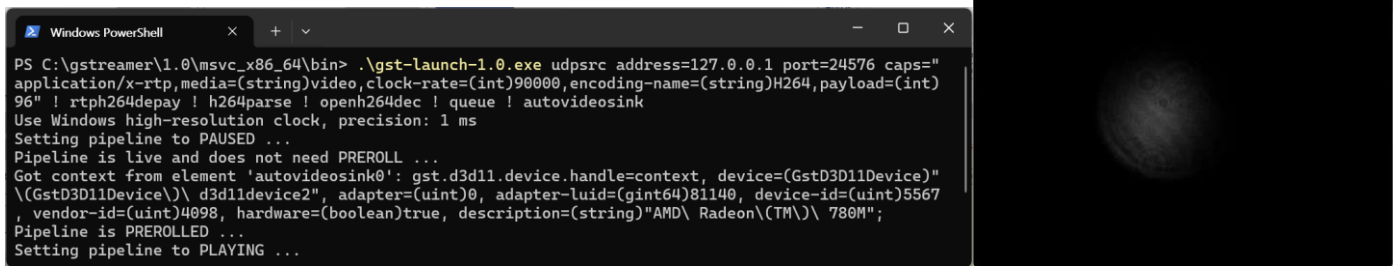 Windows PowerShell
PS C:\gstreamer\1.0\msvc_x86_64\bin> .\gst-launch-1.0.exe udpsrc address=127.0.0.1 port=24576 caps="
application/x-rtp,media=(string)video,clock-rate=(int)90000,encoding-name=(string)H264,payload=(int)
96" ! rtph264depay ! h264parse ! openh264dec ! queue ! autovideosink
Use Windows high-resolution clock, precision: 1 ms
Setting pipeline to PAUSED ...
Pipeline is live and does not need PREROLL ...
Got context from element 'autovideosink0': gst.d3d11.device.handle=context, device=(GstD3D11Device)"
\(GstD3D11Device\)\ d3d11device2", adapter=(uint)0, adapter-luid=(gint64)81140, device-id=(uint)5567
, vendor-id=(uint)4098, hardware=(boolean)true, description=(string)"AMD\ Radeon\(TM\)\ 780M";
Pipeline is PREROLLED ...
Setting pipeline to PLAYING ...